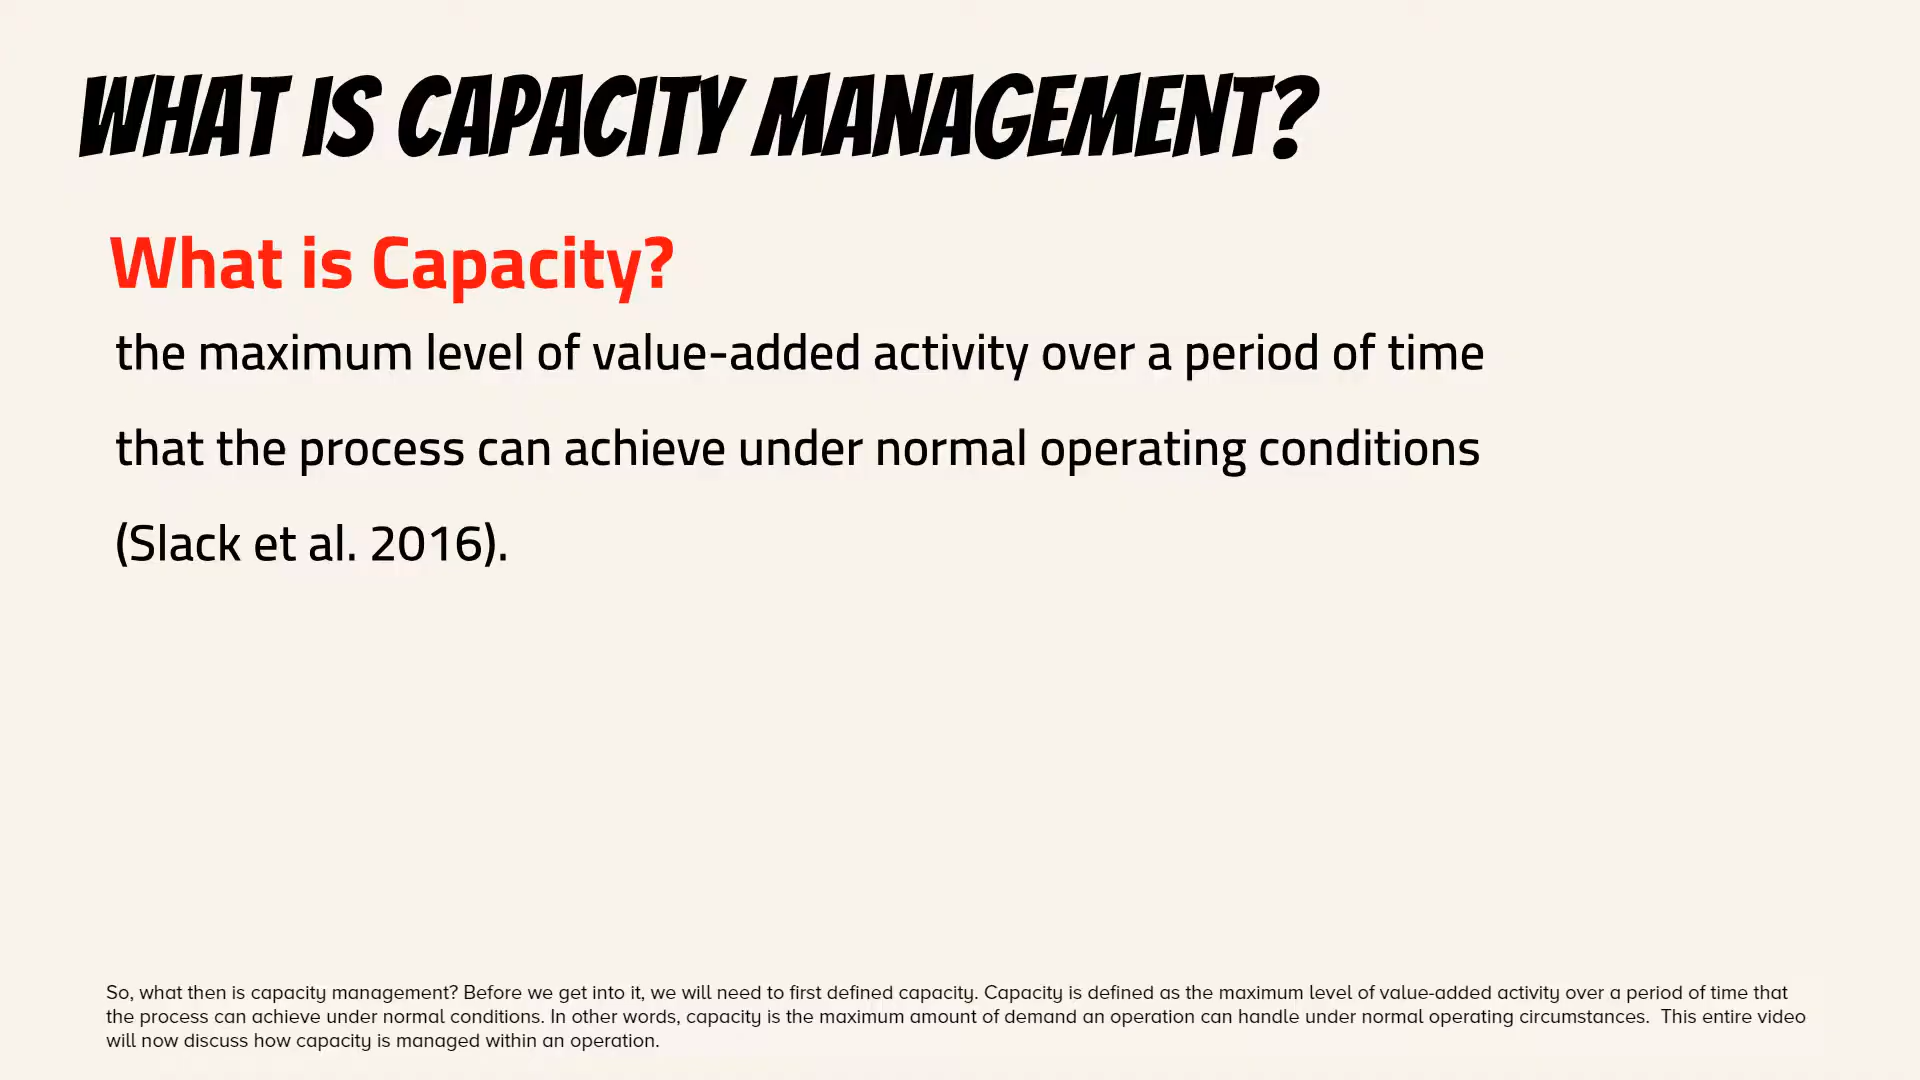 WHAT IS CAPACITY MANAGEMENT?
What is Capacity?
the maximum level of value-added activity over a period of time
that the process can achieve under normal operating conditions
(Slack et al. 2016).
So, what then is capacity management? Before we get into it, we will need to first defined capacity. Capacity is defined as the maximum level of value-added activity over a period of time that
the process can achieve under normal conditions. In other words, capacity is the maximum amount of demand an operation can handle under normal operating circumstances.  This entire video
will now discuss how capacity is managed within an operation.